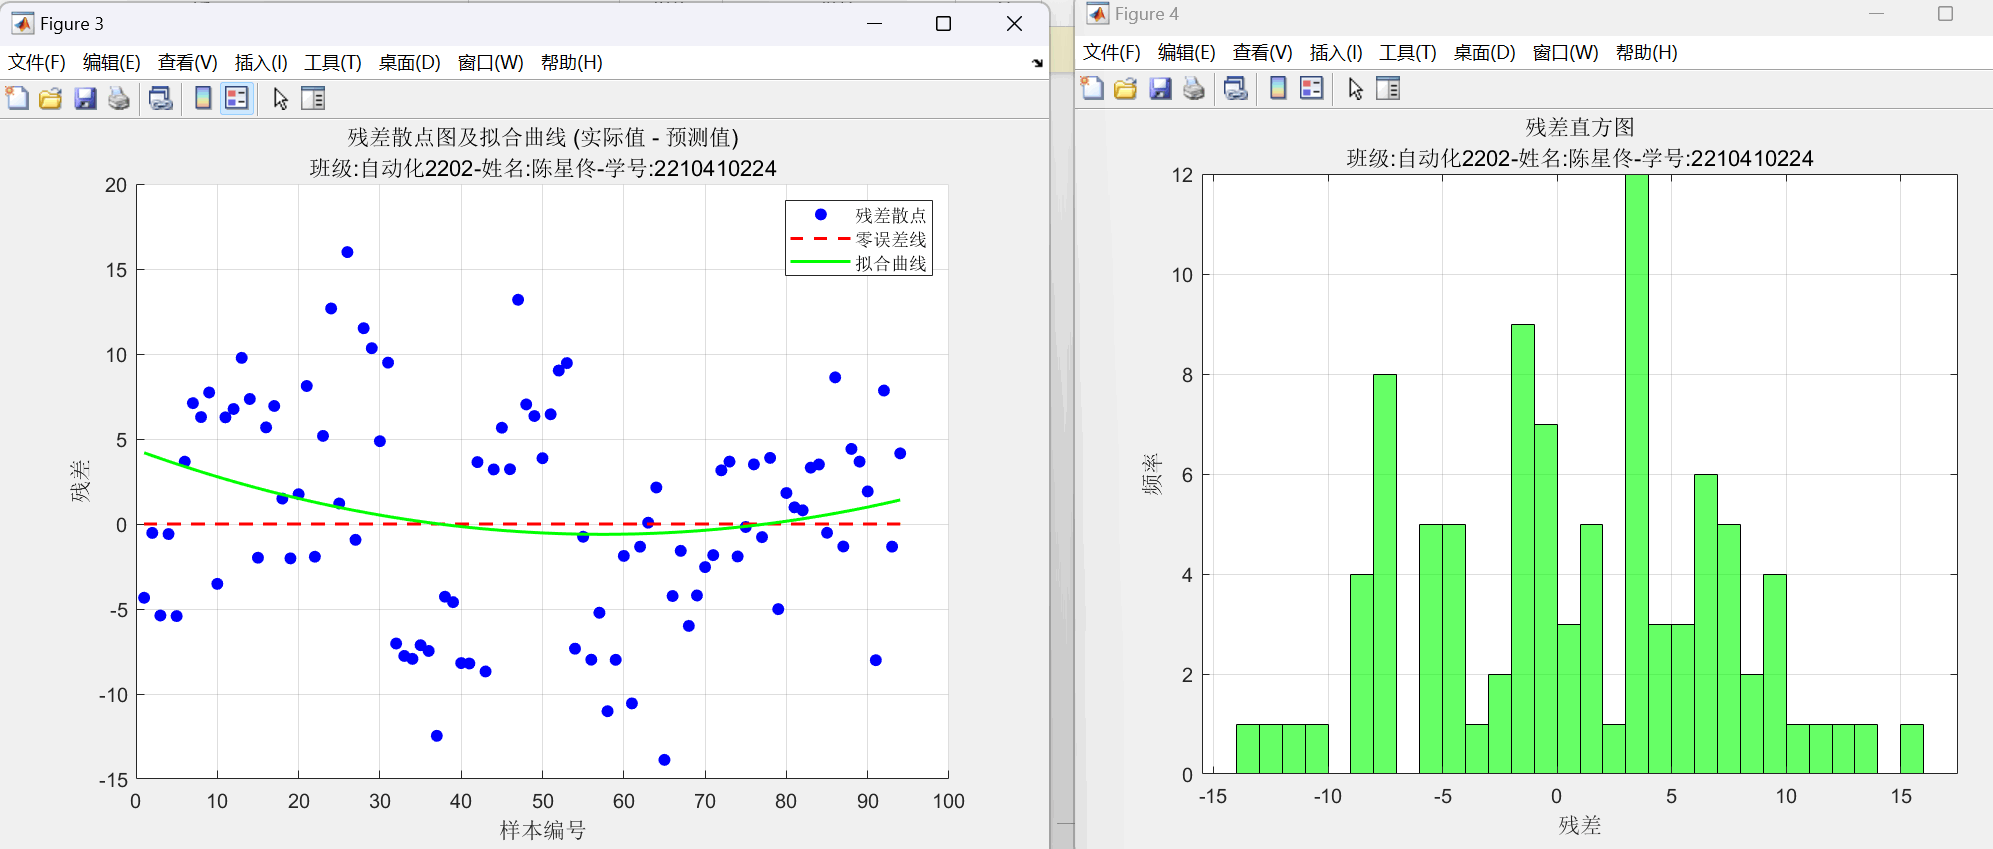 Figure 3
文件(F) 编辑(E) 查看(V) 插入(I) 工具(T) 桌面(D) 窗口(W) 帮助(H)
残差散点图及拟合曲线 (实际值 - 预测值)
班级:自动化2202-姓名:陈星佟-学号:2210410224
残差散点
零误差线
拟合曲线
残差
20
15
10
5
0
-5
-10
-15
0 10 20 30 40 50 60 70 80 90 100
样本编号
Figure 4
文件(F) 编辑(E) 查看(V) 插入(I) 工具(T) 桌面(D) 窗口(W) 帮助(H)
残差直方图
班级:自动化2202-姓名:陈星佟-学号:2210410224
频率
12
10
8
6
4
2
0
-15 -10 -5 0 5 10 15
残差